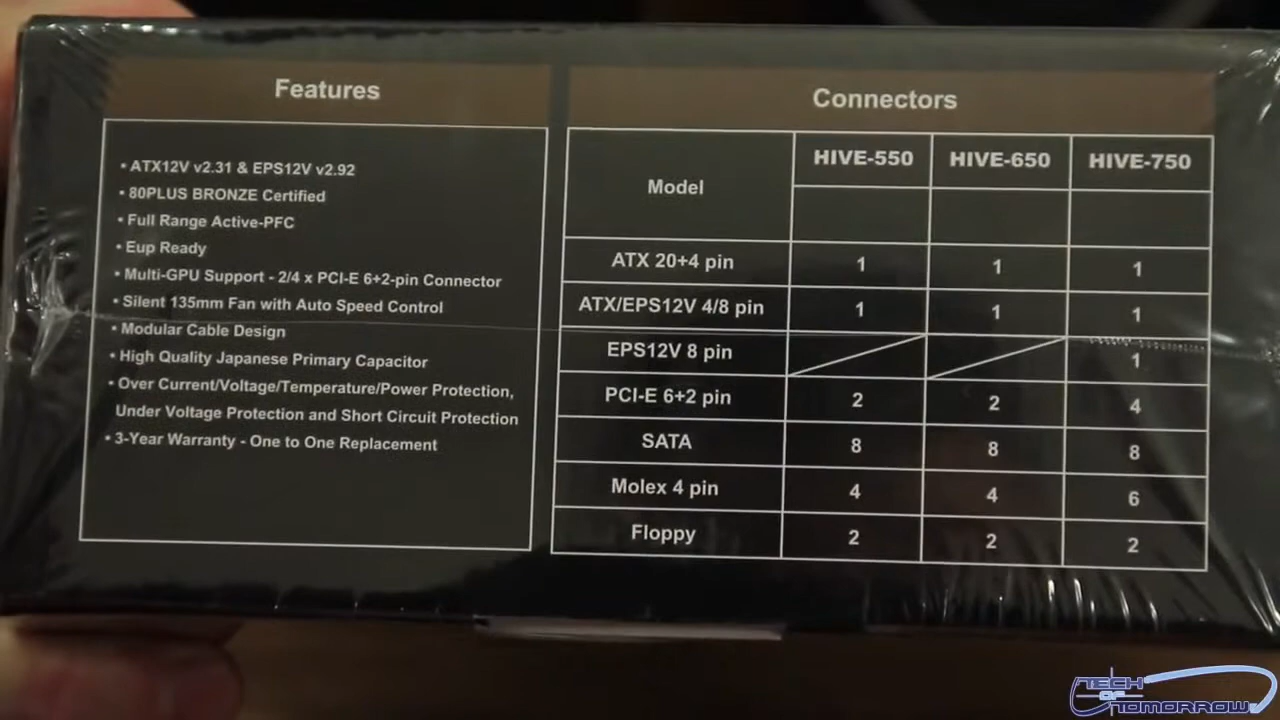 Features
• ATX12V v2.31 & EPS12V v2.92
• 80PLUS BRONZE Certified
• Full Range Active-PFC
• Eup Ready
• Multi-GPU Support - 2/4 x PCI-E 6+2-pin Connector
• Silent 135mm Fan with Auto Speed Control
• Modular Cable Design
• High Quality Japanese Primary Capacitor
• Over Current/Voltage/Temperature/Power Protection,
Under Voltage Protection and Short Circuit Protection
• 3-Year Warranty - One to One Replacement
Connectors
Model HIVE-550 HIVE-650 HIVE-750
ATX 20+4 pin 1 1 1
ATX/EPS12V 4/8 pin 1 1 1
EPS12V 8 pin 1
PCI-E 6+2 pin 2 2 4
SATA 8 8 8
Molex 4 pin 4 4 6
Floppy 2 2 2
TECH
OF
TOMORROW